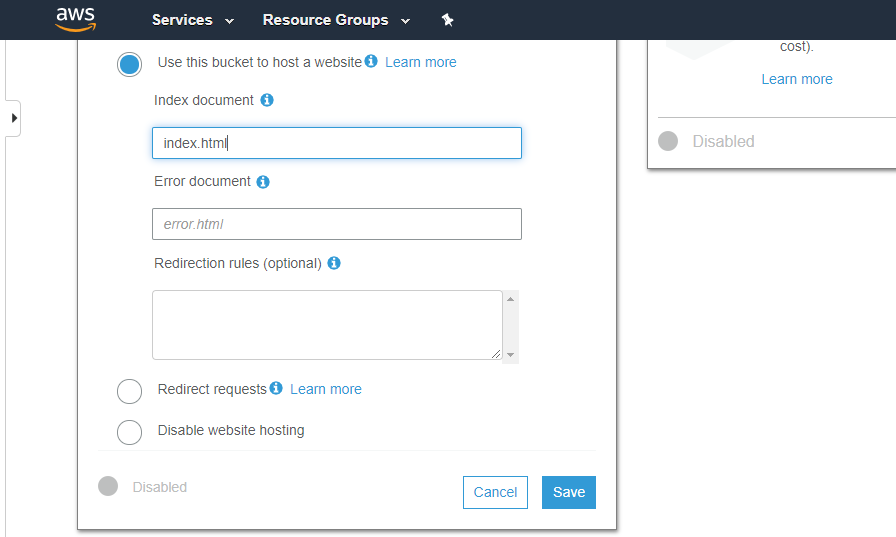 aws Services Resource Groups
Use this bucket to host a website Learn more
Index document
index.html
Error document
error.html
Redirection rules (optional)
Redirect requests Learn more
Disable website hosting
Disabled
Cancel Save
cost).
Learn more
Disabled